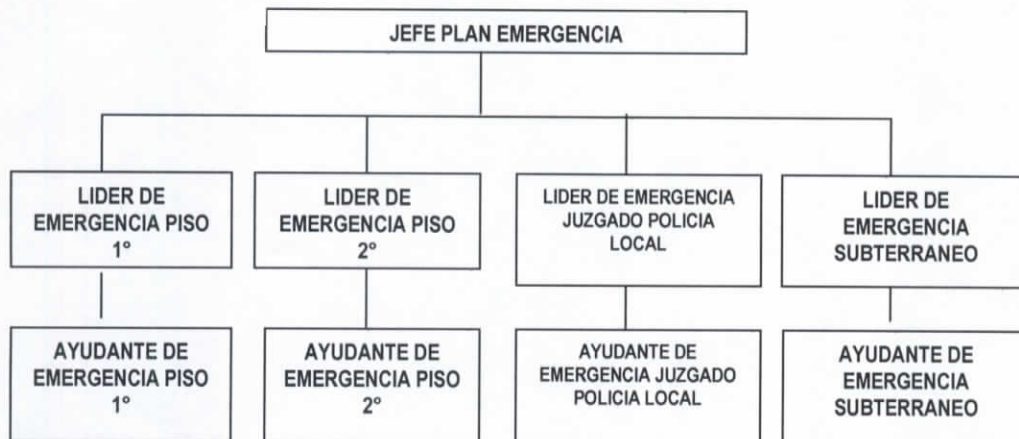 JEFE PLAN EMERGENCIA
LIDER DE
EMERGENCIA PISO
1°
LIDER DE
EMERGENCIA PISO
2°
LIDER DE EMERGENCIA
JUZGADO POLICIA
LOCAL
LIDER DE
EMERGENCIA
SUBTERRANEO
AYUDANTE DE
EMERGENCIA PISO
1°
AYUDANTE DE
EMERGENCIA PISO
2°
AYUDANTE DE
EMERGENCIA JUZGADO
POLICIA LOCAL
AYUDANTE DE
EMERGENCIA
SUBTERRANEO